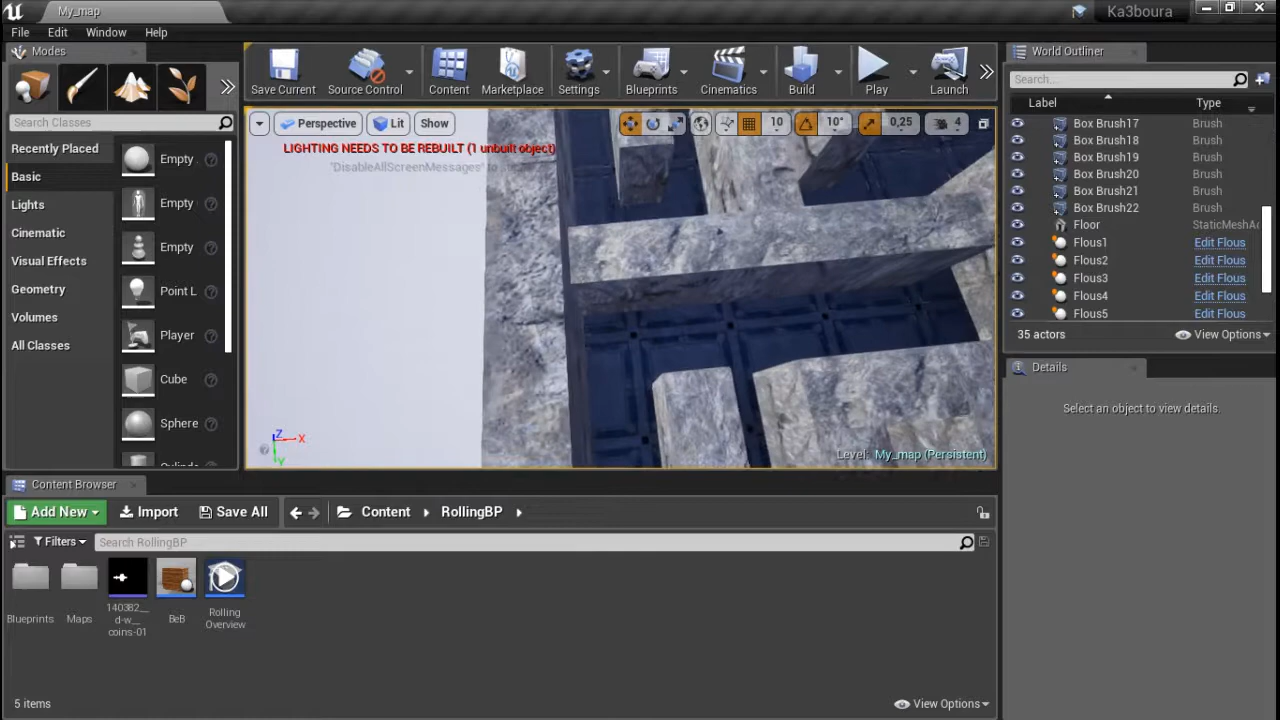 My_map
Ka3boura
File Edit Window Help
Modes
Search Classes
Recently Placed
Basic
Lights
Cinematic
Visual Effects
Geometry
Volumes
All Classes
Empty
Empty
Empty
Point L
Player
Cube
Sphere
Save Current
Source Control
Content
Marketplace
Settings
Blueprints
Cinematics
Build
Play
Launch
Perspective
Lit
Show
10
10°
0,25
4
LIGHTING NEEDS TO BE REBUILT (1 unbuilt object)
'DisableAllScreenMessages' to
Z
X
Y
Level: My_map (Persistent)
World Outliner
Search...
Label Type
Box Brush17 Brush
Box Brush18 Brush
Box Brush19 Brush
Box Brush20 Brush
Box Brush21 Brush
Box Brush22 Brush
Floor StaticMeshAc
Flous1 Edit Flous
Flous2 Edit Flous
Flous3 Edit Flous
Flous4 Edit Flous
Flous5 Edit Flous
35 actors
View Options
Details
Select an object to view details.
Content Browser
Add New
Import
Save All
Content
RollingBP
Filters
Search RollingBP
Blueprints
Maps
140382__
d-w__
coins-01
BeB
Rolling
Overview
5 items
View Options